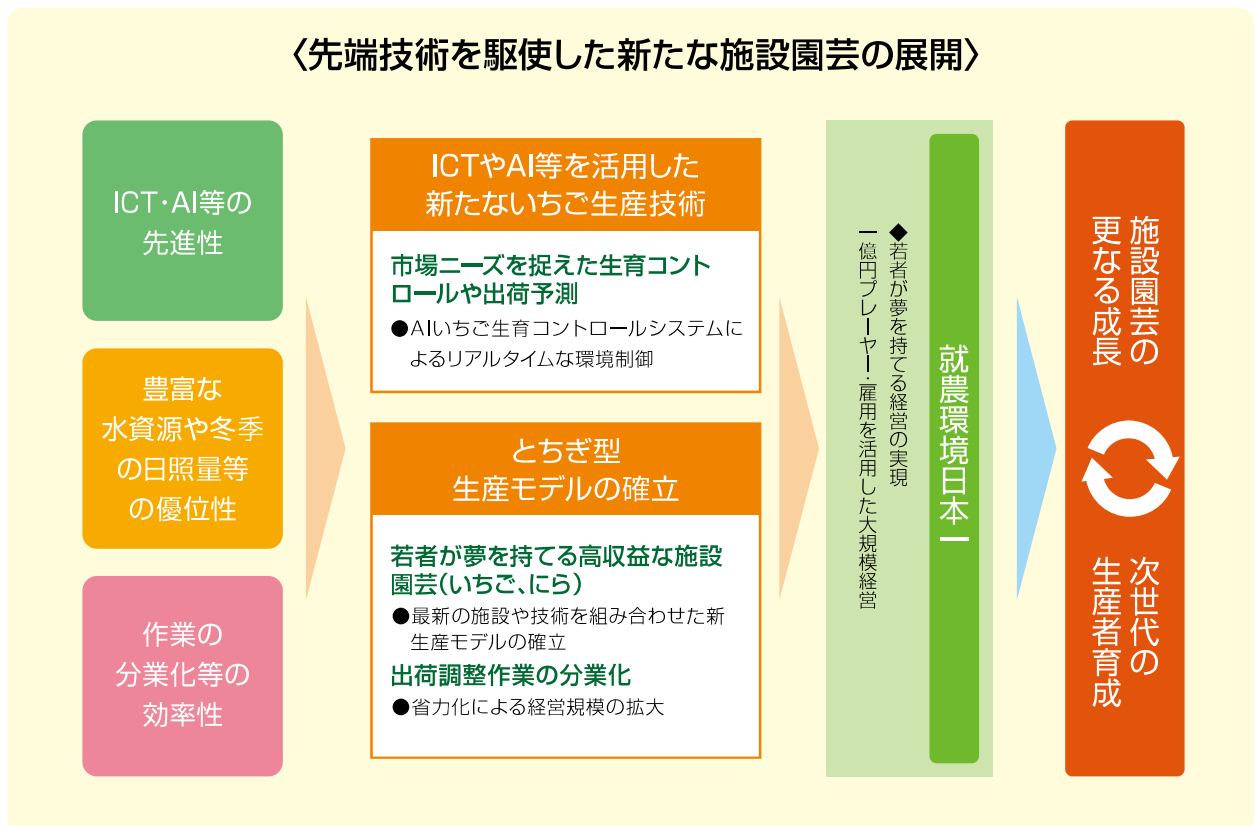 〈先端技術を駆使した新たな施設園芸の展開〉
ICT・AI等の
先進性
豊富な
水資源や冬季
の日照量等
の優位性
作業の
分業化等の
効率性
ICTやAI等を活用した
新たないちご生産技術
市場ニーズを捉えた生育コント
ロールや出荷予測
●AIいちご生育コントロールシステムに
よるリアルタイムな環境制御
とちぎ型
生産モデルの確立
若者が夢を持てる高収益な施設
園芸(いちご、にら)
●最新の施設や技術を組み合わせた新
生産モデルの確立
出荷調整作業の分業化
●省力化による経営規模の拡大
就農環境日本一
◆若者が夢を持てる経営の実現
一億円プレーヤー・雇用を活用した大規模経営
施設園芸の
更なる成長
次世代の
生産者育成